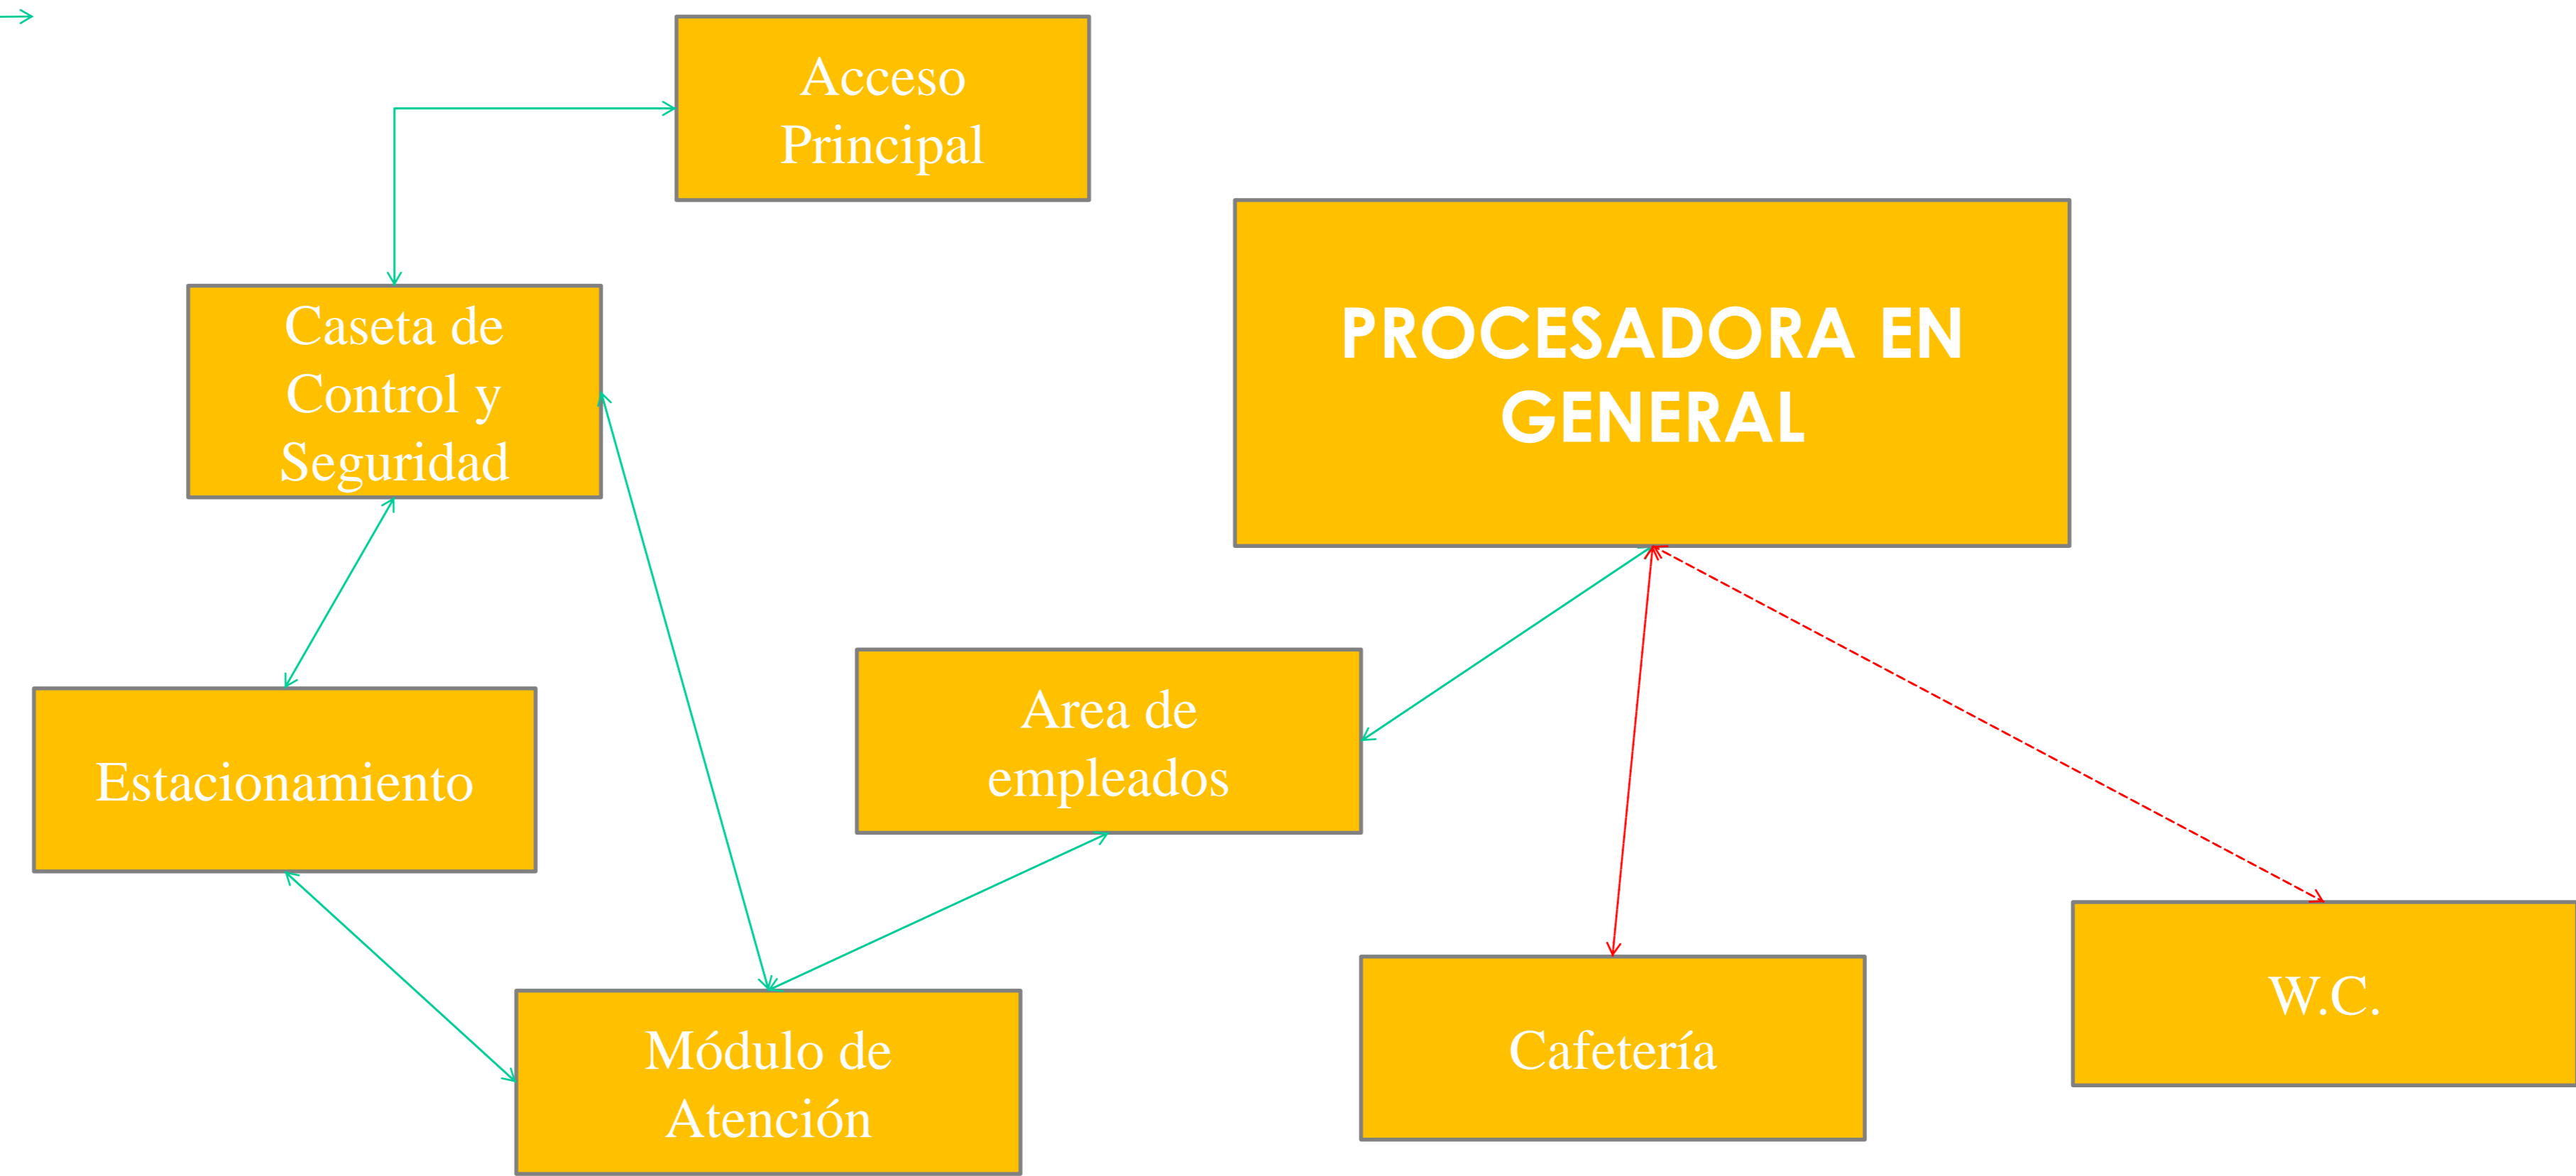 Acceso
Principal
PROCESADORA EN
GENERAL
Caseta de
Control y
Seguridad
Area de
empleados
Estacionamiento
Módulo de
Atención
Cafetería
W.C.